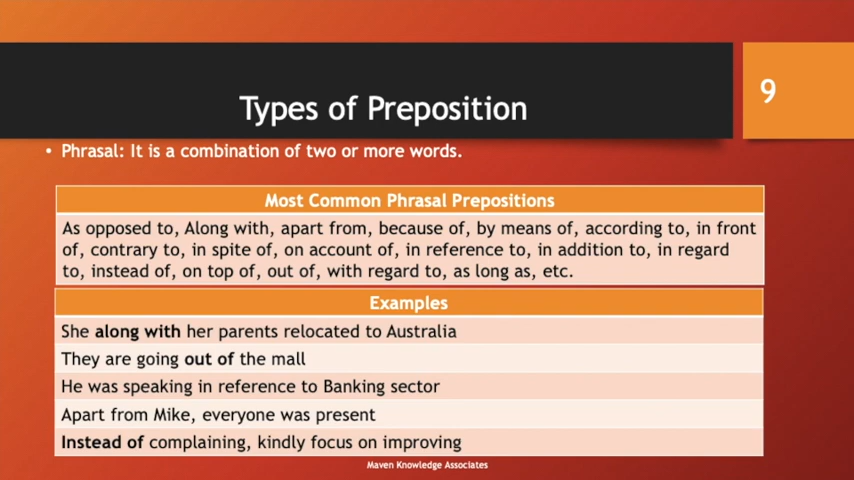 9
Types of Preposition
• Phrasal: It is a combination of two or more words.
Most Common Phrasal Prepositions
As opposed to, Along with, apart from, because of, by means of, according to, in front
of, contrary to, in spite of, on account of, in reference to, in addition to, in regard
to, instead of, on top of, out of, with regard to, as long as, etc.
Examples
She along with her parents relocated to Australia
They are going out of the mall
He was speaking in reference to Banking sector
Apart from Mike, everyone was present
Instead of complaining, kindly focus on improving
Maven Knowledge Associates